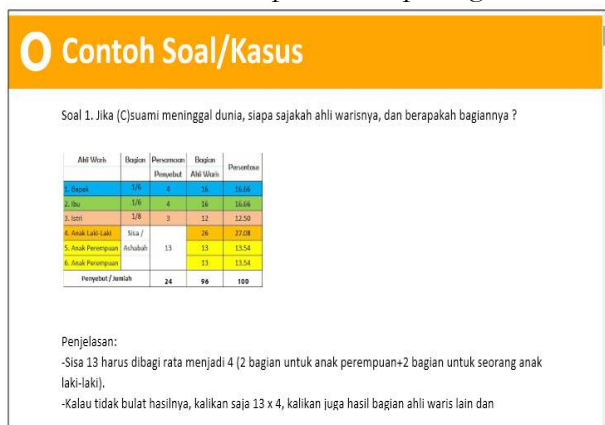 Contoh Soal/Kasus
Soal 1. Jika (C)suami meninggal dunia, siapa sajakah ahli warisnya, dan berapakah bagiannya ?
Ahli Waris Bagian Persamaan Penyebut Bagian Ahli Waris Persentase
1. Bapak 1/6 4 16 16.66
2. Ibu 1/6 4 16 16.66
3. Istri 1/8 3 12 12.50
4. Anak Laki-Laki Sisa / 26 27.08
5. Anak Perempuan Ashabah 13 13 13.54
6. Anak Perempuan 13 13.54
Penyebut / Jumlah 24 96 100
Penjelasan:
-Sisa 13 harus dibagi rata menjadi 4 (2 bagian untuk anak perempuan+2 bagian untuk seorang anak
laki-laki).
-Kalau tidak bulat hasilnya, kalikan saja 13 x 4, kalikan juga hasil bagian ahli waris lain dan